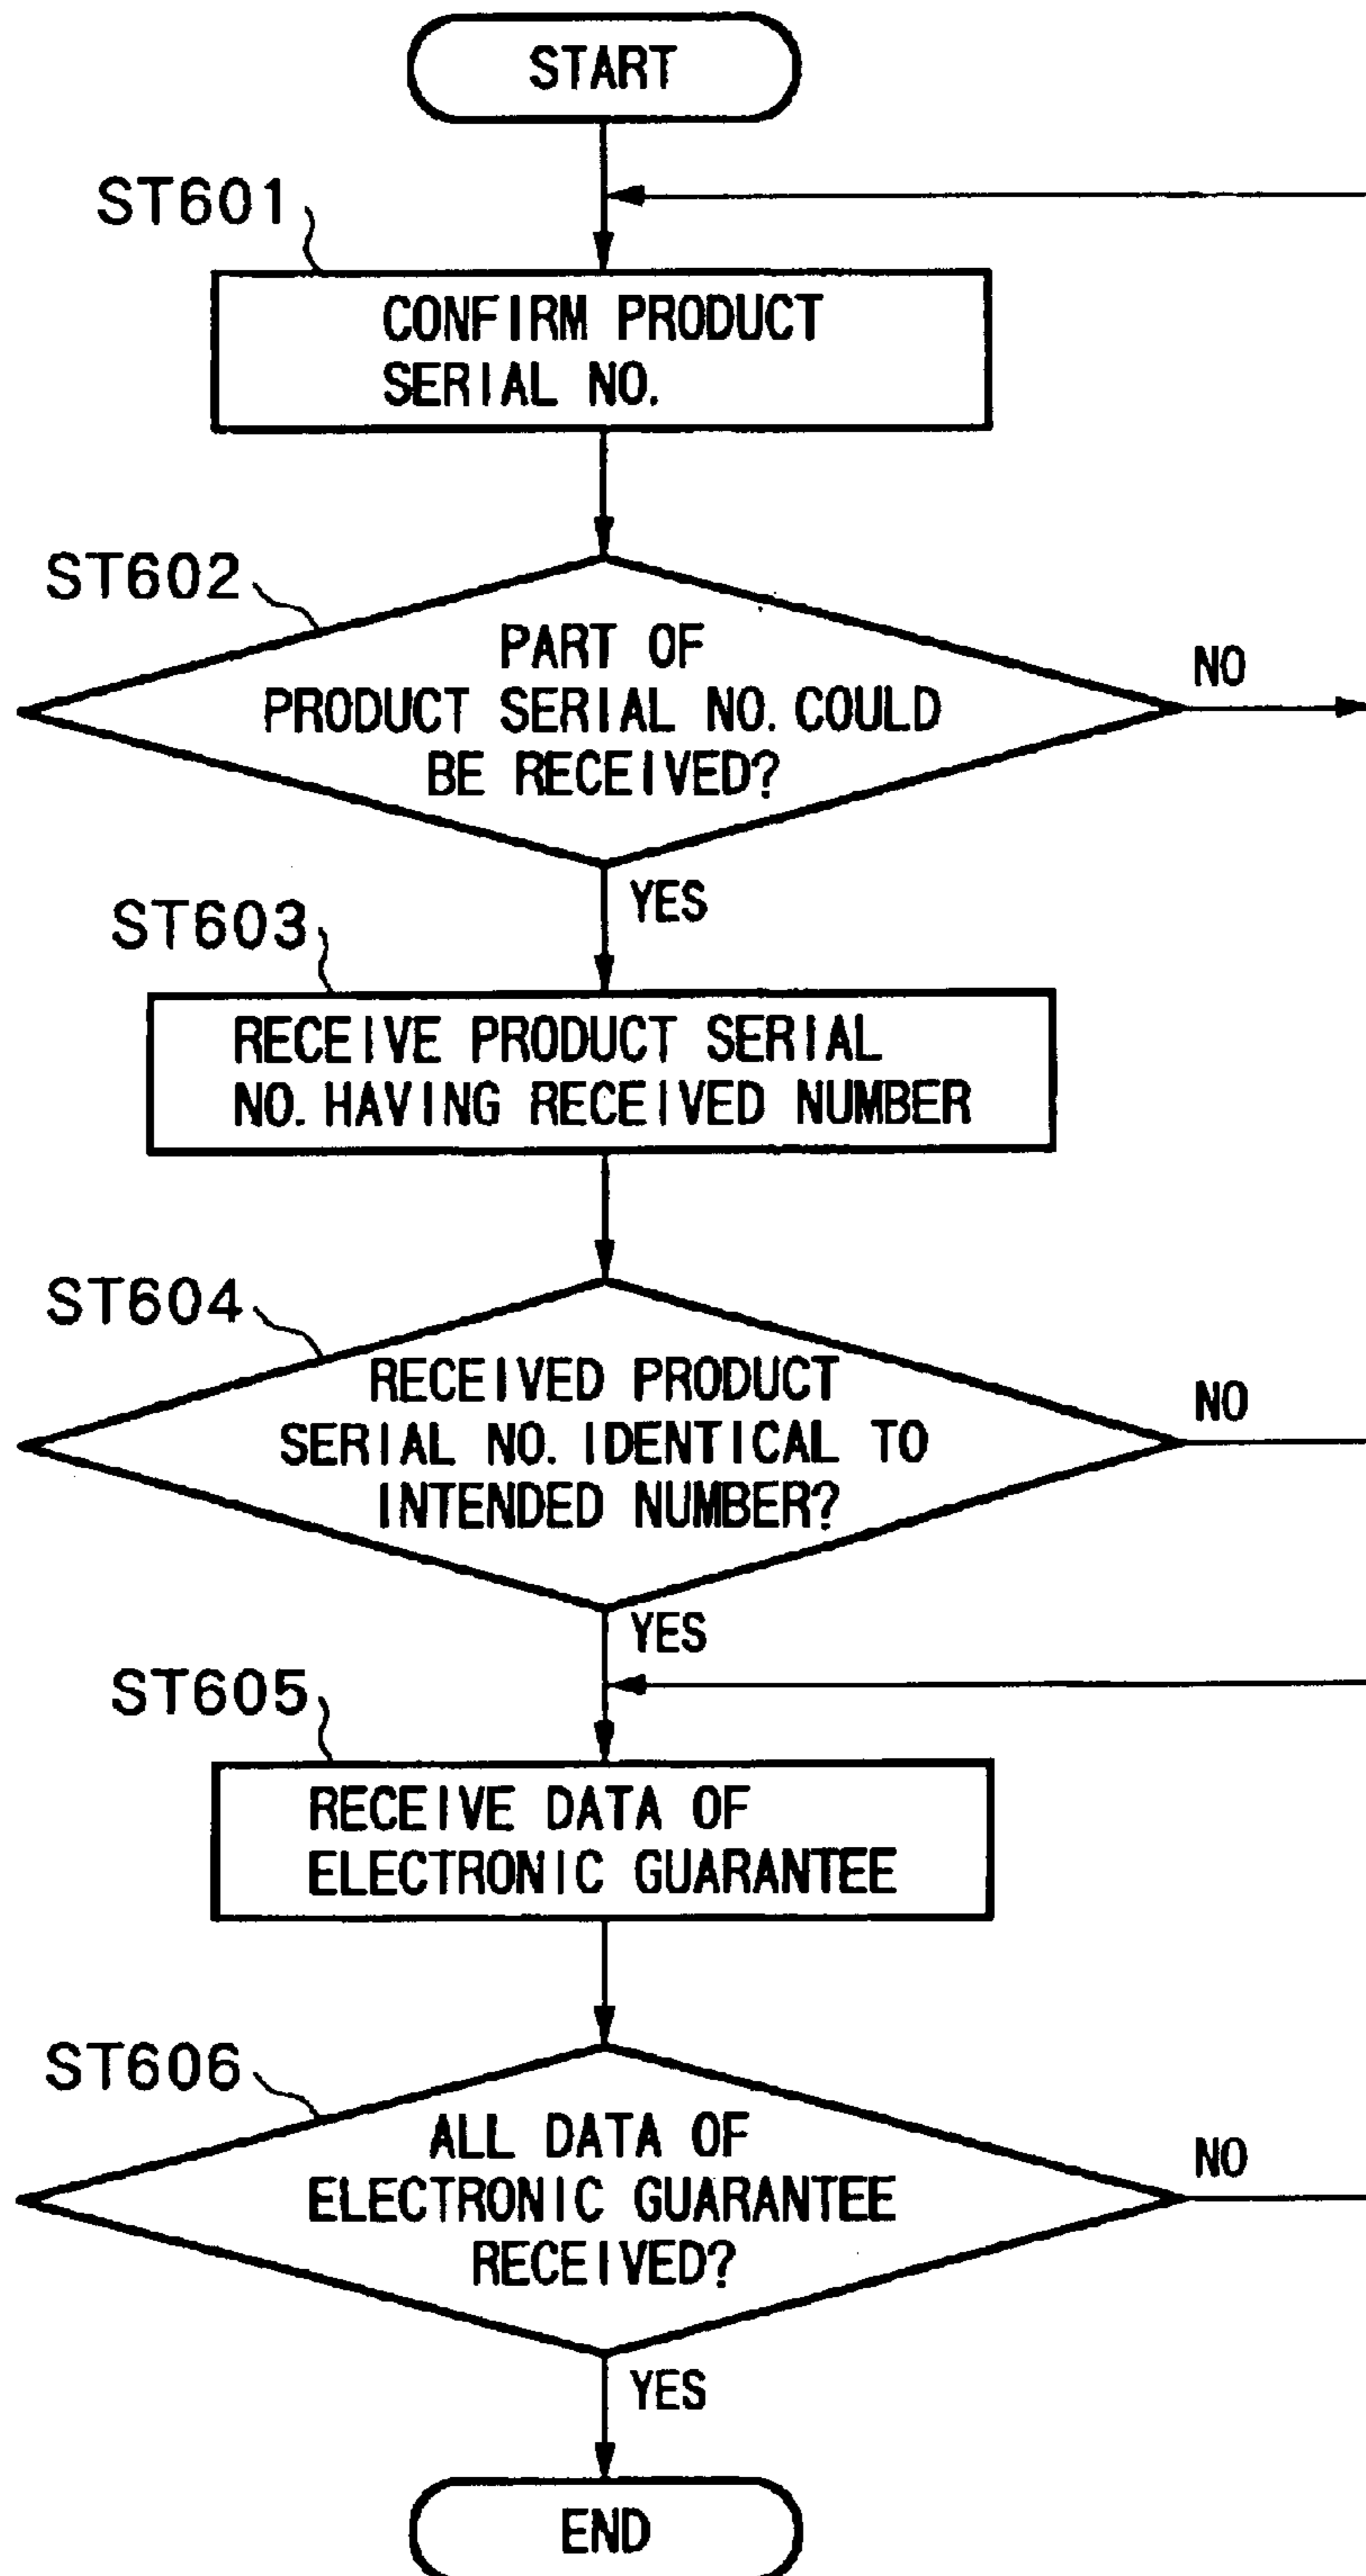 START
ST601
CONFIRM PRODUCT
SERIAL NO.
ST602
PART OF
PRODUCT SERIAL NO. COULD
BE RECEIVED?
NO
YES
ST603
RECEIVE PRODUCT SERIAL
NO. HAVING RECEIVED NUMBER
ST604
RECEIVED PRODUCT
SERIAL NO. IDENTICAL TO
INTENDED NUMBER?
NO
YES
ST605
RECEIVE DATA OF
ELECTRONIC GUARANTEE
ST606
ALL DATA OF
ELECTRONIC GUARANTEE
RECEIVED?
NO
YES
END